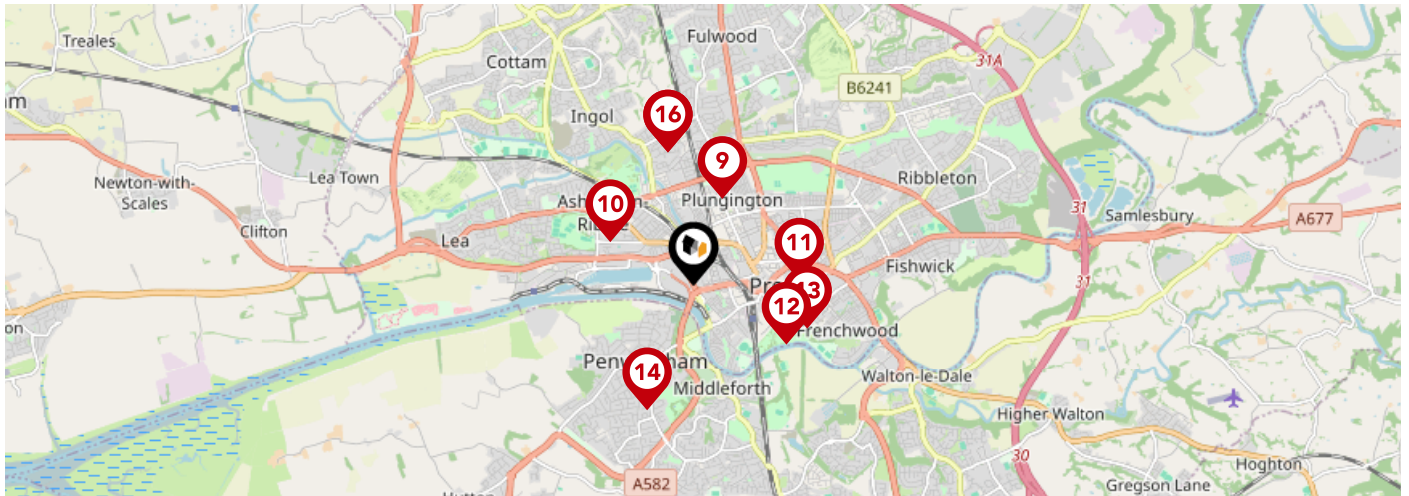 Treales
Fulwood
Cottam
31A
B6241
am
16
Ingol
9
Lea Town
Ribbleton
Newton-with-
Scales
Plungington
10
31
Samlesbury
A677
Clifton
Lea
11
Fishwick
31
13
12
on
Frenchwood
14
Middleforth
Walton-le-Dale
Higher Walton
30
Hoghton
A582
Gregson Lane